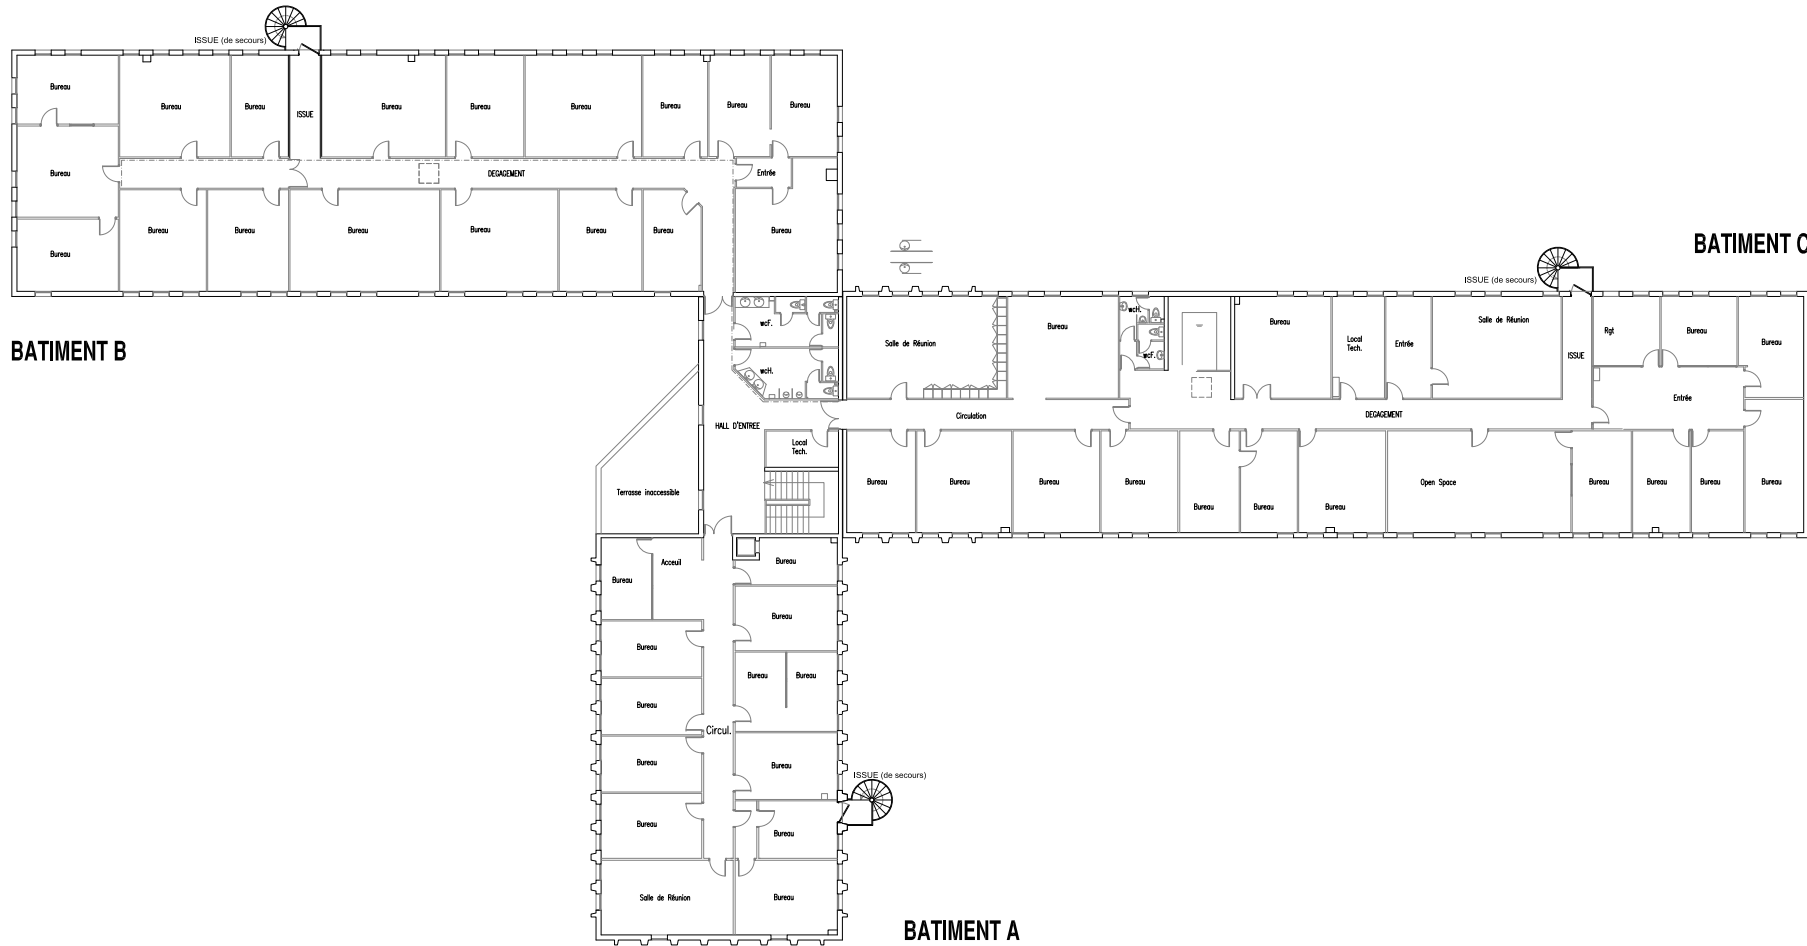 ISSUE (de secours)
Bureau
Bureau
Bureau
ISSUE
Bureau
Bureau
Bureau
Bureau
Bureau
Bureau
Bureau
DEGAGEMENT
Entrée
Bureau
Bureau
Bureau
Bureau
Bureau
Bureau
Bureau
Bureau
BATIMENT B
BATIMENT C
ISSUE (de secours)
wcF.
wcH.
Salle de Réunion
Bureau
wcH.
wcF.
Bureau
Local
Tech.
Entrée
Salle de Réunion
ISSUE
Rgt
Bureau
Bureau
HALL D'ENTREE
Circulation
DEGAGEMENT
Entrée
Local
Tech.
Terrasse inaccessible
Bureau
Bureau
Bureau
Bureau
Bureau
Bureau
Bureau
Open Space
Bureau
Bureau
Bureau
Bureau
Acceuil
Bureau
Bureau
Bureau
Bureau
Bureau
Bureau
Bureau
Circul.
Bureau
Bureau
ISSUE (de secours)
Bureau
Bureau
Salle de Réunion
Bureau
BATIMENT A